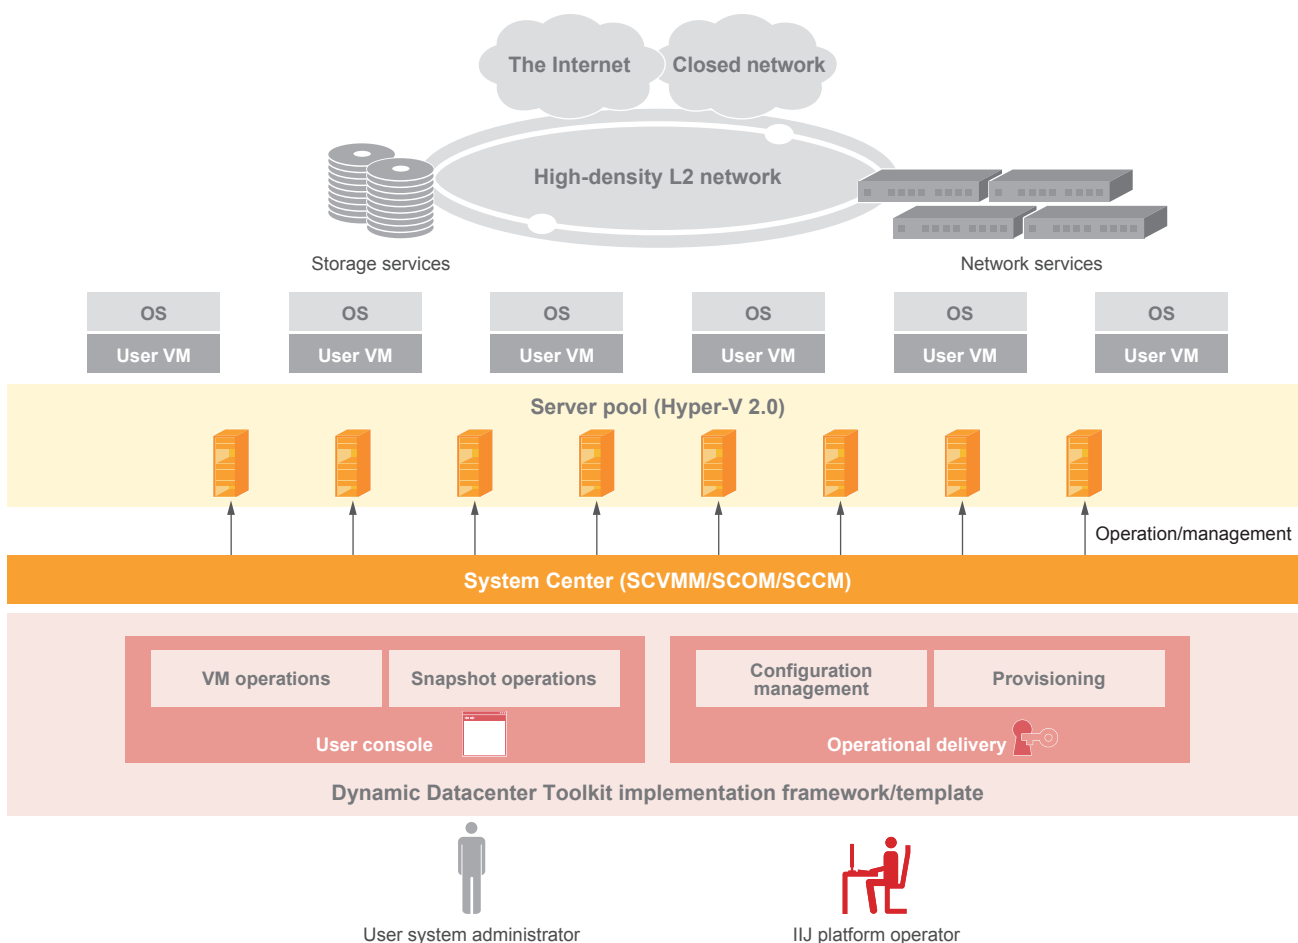 The Internet
Closed network
High-density L2 network
Storage services
Network services
OS
OS
OS
OS
OS
OS
User VM
User VM
User VM
User VM
User VM
User VM
Server pool (Hyper-V 2.0)
Operation/management
System Center (SCVMM/SCOM/SCCM)
VM operations
Snapshot operations
Configuration
management
Provisioning
User console
Operational delivery
Dynamic Datacenter Toolkit implementation framework/template
User system administrator
IIJ platform operator